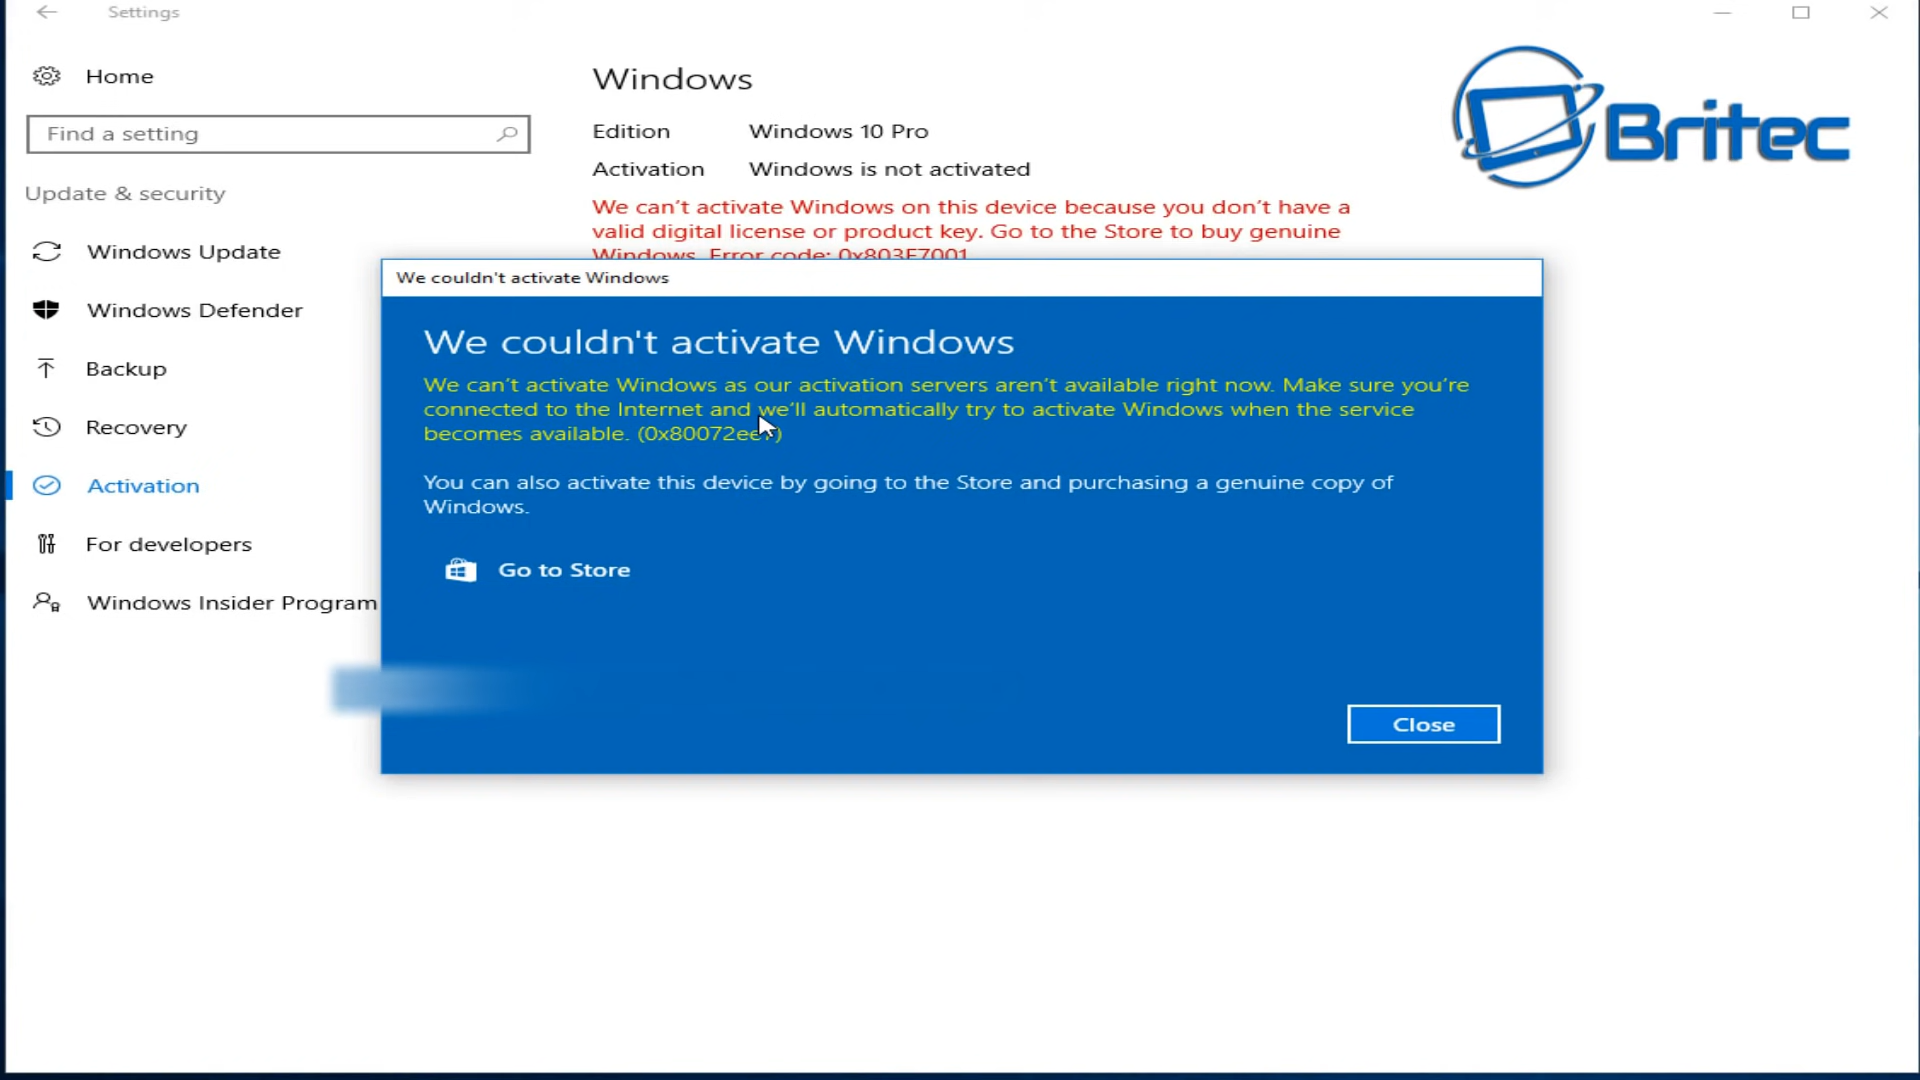 Settings
Home
Find a setting
Update & security
Windows Update
Windows Defender
Backup
Recovery
Activation
For developers
Windows Insider Program
Windows
Edition Windows 10 Pro
Activation Windows is not activated
We can't activate Windows on this device because you don't have a
valid digital license or product key. Go to the Store to buy genuine
Windows. Error code: 0x803F7001
Britec
We couldn't activate Windows
We couldn't activate Windows
We can't activate Windows as our activation servers aren't available right now. Make sure you're
connected to the Internet and we'll automatically try to activate Windows when the service
becomes available.
You can also activate this device by going to the Store and purchasing a genuine copy of
Windows.
Go to Store
Close